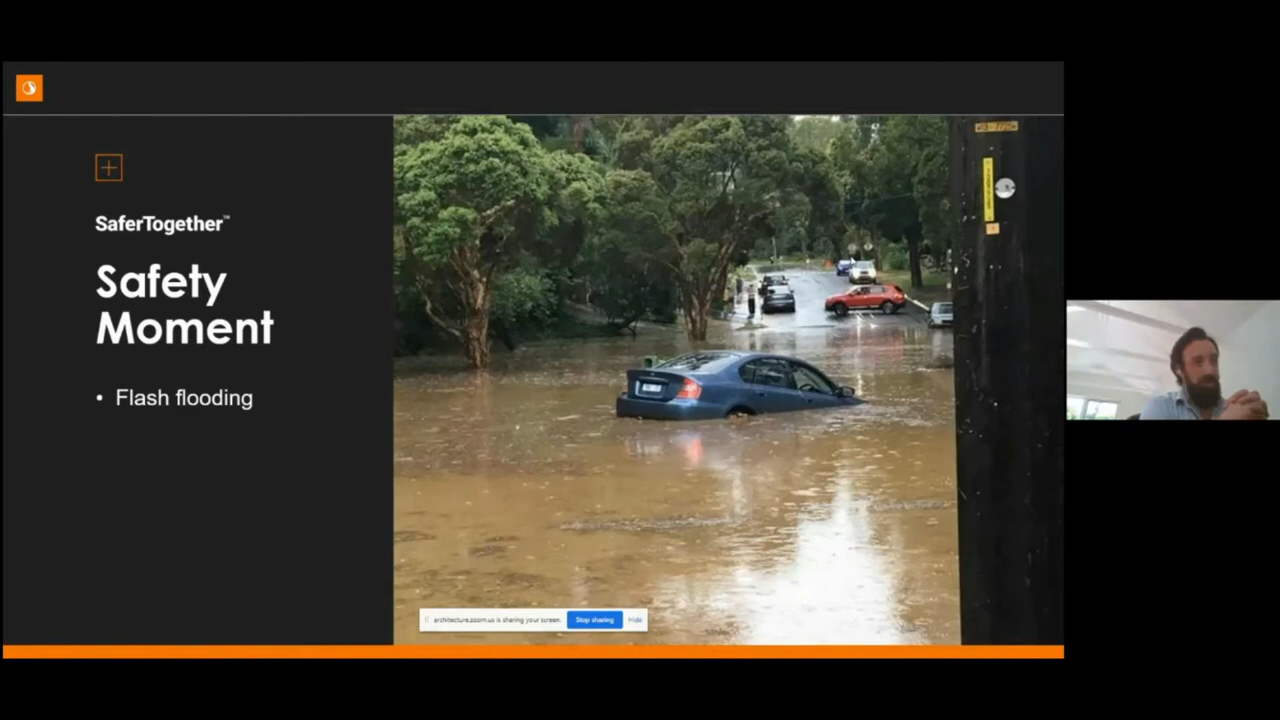 SaferTogether™
Safety
Moment
• Flash flooding
architecture.zoom.us is sharing your screen.
Stop sharing
Hide